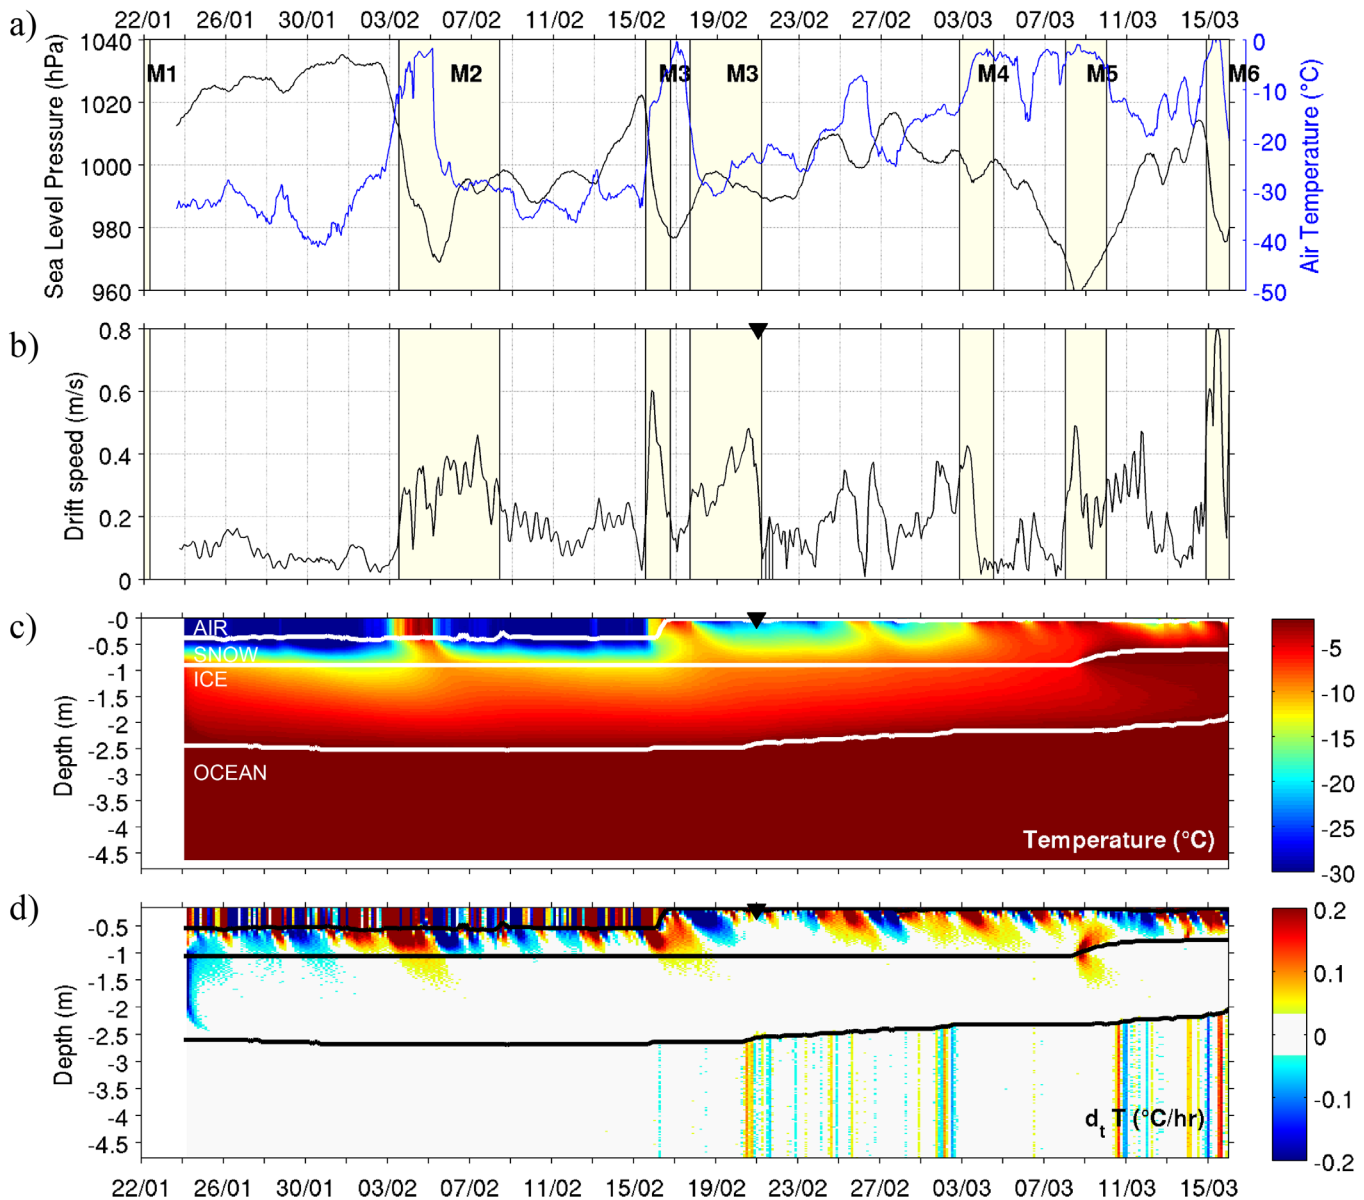 a)
22/01 26/01 30/01 03/02 07/02 11/02 15/02 19/02 23/02 27/02 03/03 07/03 11/03 15/03
Sea Level Pressure (hPa)
1040
1020
1000
980
960
M1 M2 M3 M3 M4 M5 M6
0
-10
-20
-30
-40
-50
Air Temperature (°C)
b)
Drift speed (m/s)
0.8
0.6
0.4
0.2
0
c)
Depth (m)
-0
-0.5
-1
-1.5
-2
-2.5
-3
-3.5
-4
-4.5
AIR
SNOW
ICE
OCEAN
Temperature (°C)
-5
-10
-15
-20
-25
-30
d)
Depth (m)
-0.5
-1
-1.5
-2
-2.5
-3
-3.5
-4
-4.5
d_t T (°C/hr)
0.2
0.1
0
-0.1
-0.2
22/01 26/01 30/01 03/02 07/02 11/02 15/02 19/02 23/02 27/02 03/03 07/03 11/03 15/03